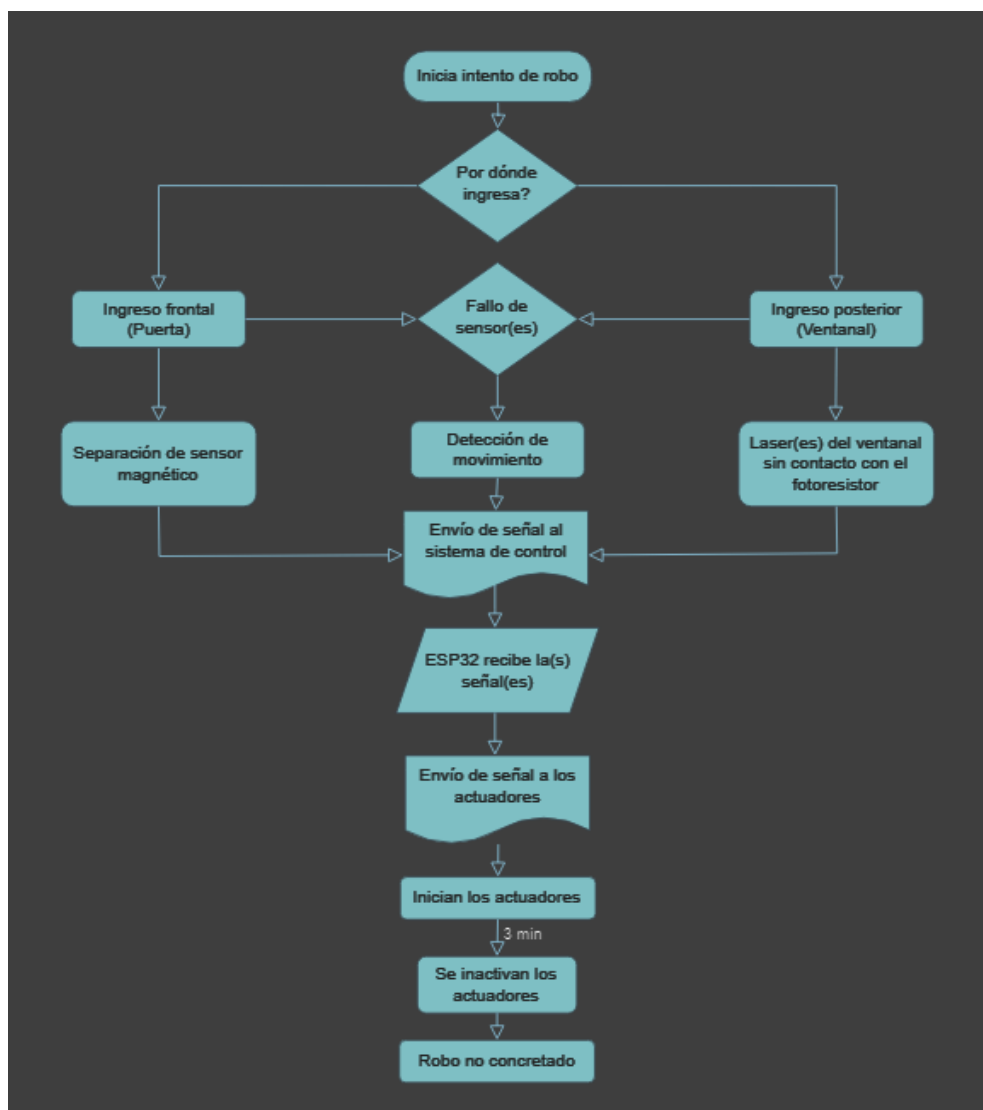 Inicia intento de robo
Por dónde
ingresa?
Ingreso frontal
(Puerta)
Fallo de
sensor(es)
Ingreso posterior
(Ventanal)
Separación de sensor
magnético
Detección de
movimiento
Laser(es) del ventanal
sin contacto con el
fotoresistor
Envío de señal al
sistema de control
ESP32 recibe la(s)
señal(es)
Envío de señal a los
actuadores
Inician los actuadores
3 min
Se inactivan los
actuadores
Robo no concretado